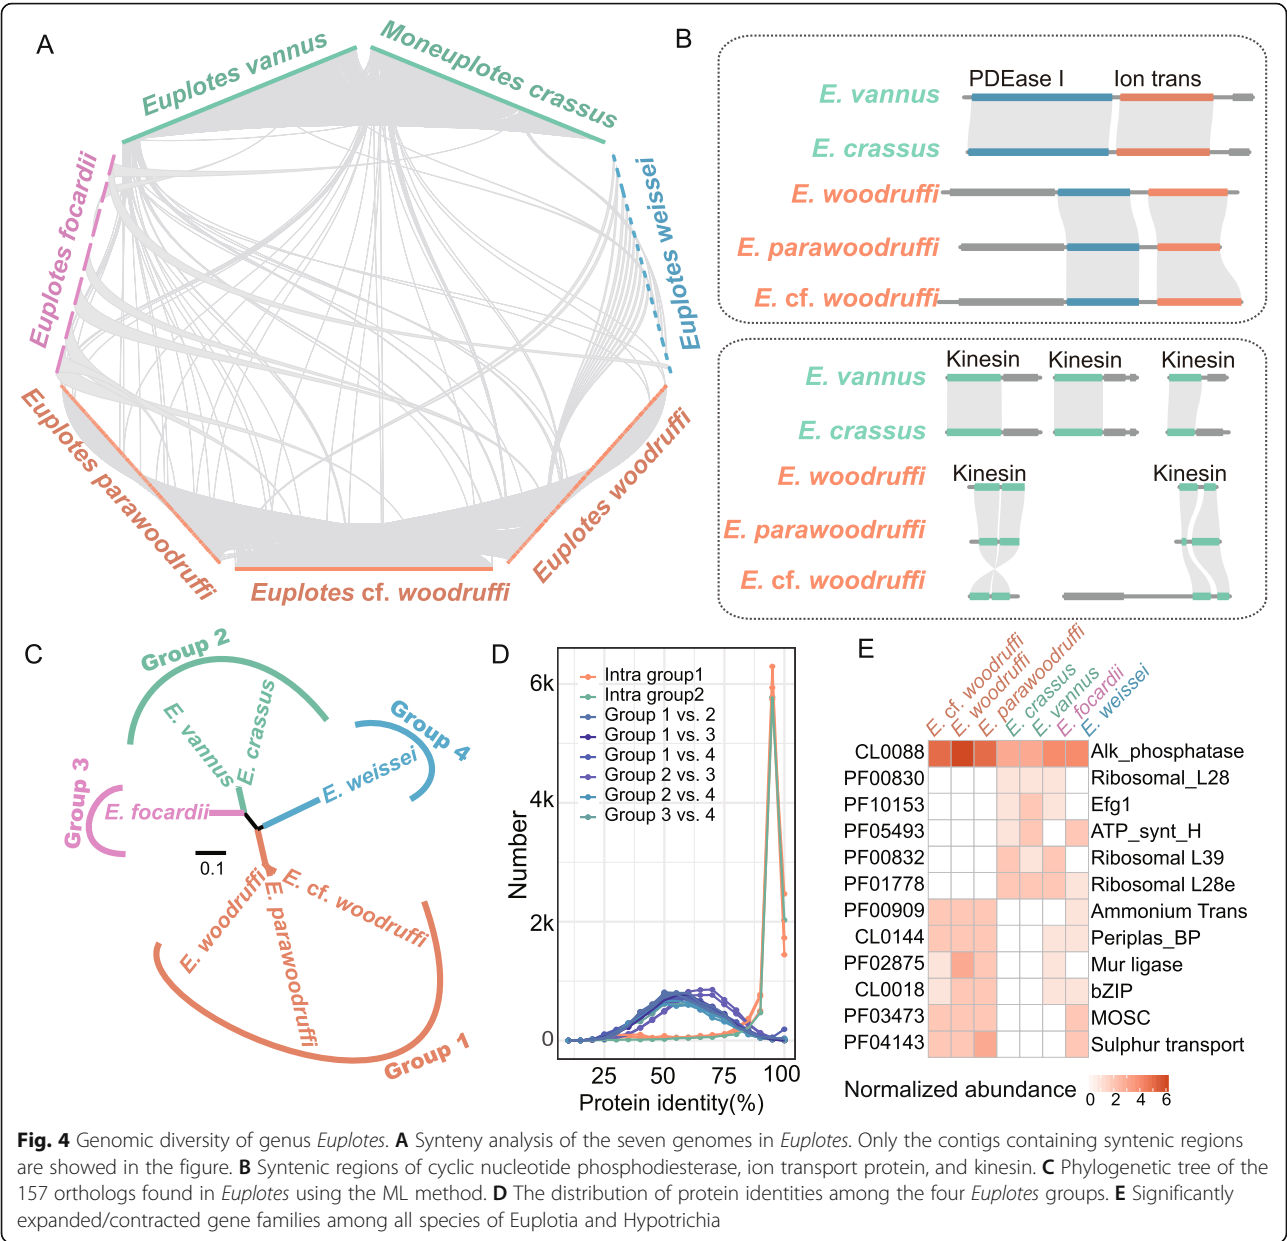 A
Euplotes vannus
Moneuplotes crassus
Euplotes focardii
Euplotes weissei
Euplotes parawoodruffi
Euplotes woodruffi
Euplotes cf. woodruffi
B
PDEase I
Ion trans
E. vannus
E. crassus
E. woodruffi
E. parawoodruffi
E. cf. woodruffi
Kinesin
Kinesin
Kinesin
E. vannus
E. crassus
E. woodruffi
Kinesin
Kinesin
E. parawoodruffi
E. cf. woodruffi
C
Group 2
E. vannus
E. crassus
Group 4
E. weissei
Group 3
E. focardii
0.1
E. woodruffi
E. parawoodruffi
E. cf. woodruffi
Group 1
D
Intra group1
Intra group2
Group 1 vs. 2
Group 1 vs. 3
Group 1 vs. 4
Group 2 vs. 3
Group 2 vs. 4
Group 3 vs. 4
Number
6k
4k
2k
0
25 50 75 100
Protein identity(%)
E
E. cf. woodruffi
E. woodruffi
E. parawoodruffi
E. crassus
E. vannus
E. focardii
E. weissei
CL0088 Alk_phosphatase
PF00830 Ribosomal_L28
PF10153 Efg1
PF05493 ATP_synt_H
PF00832 Ribosomal L39
PF01778 Ribosomal L28e
PF00909 Ammonium Trans
CL0144 Periplas_BP
PF02875 Mur ligase
CL0018 bZIP
PF03473 MOSC
PF04143 Sulphur transport
Normalized abundance 0 2 4 6
Fig. 4 Genomic diversity of genus Euplotes. A Synteny analysis of the seven genomes in Euplotes. Only the contigs containing syntenic regions
are showed in the figure. B Syntenic regions of cyclic nucleotide phosphodiesterase, ion transport protein, and kinesin. C Phylogenetic tree of the
157 orthologs found in Euplotes using the ML method. D The distribution of protein identities among the four Euplotes groups. E Significantly
expanded/contracted gene families among all species of Euplotia and Hypotrichia